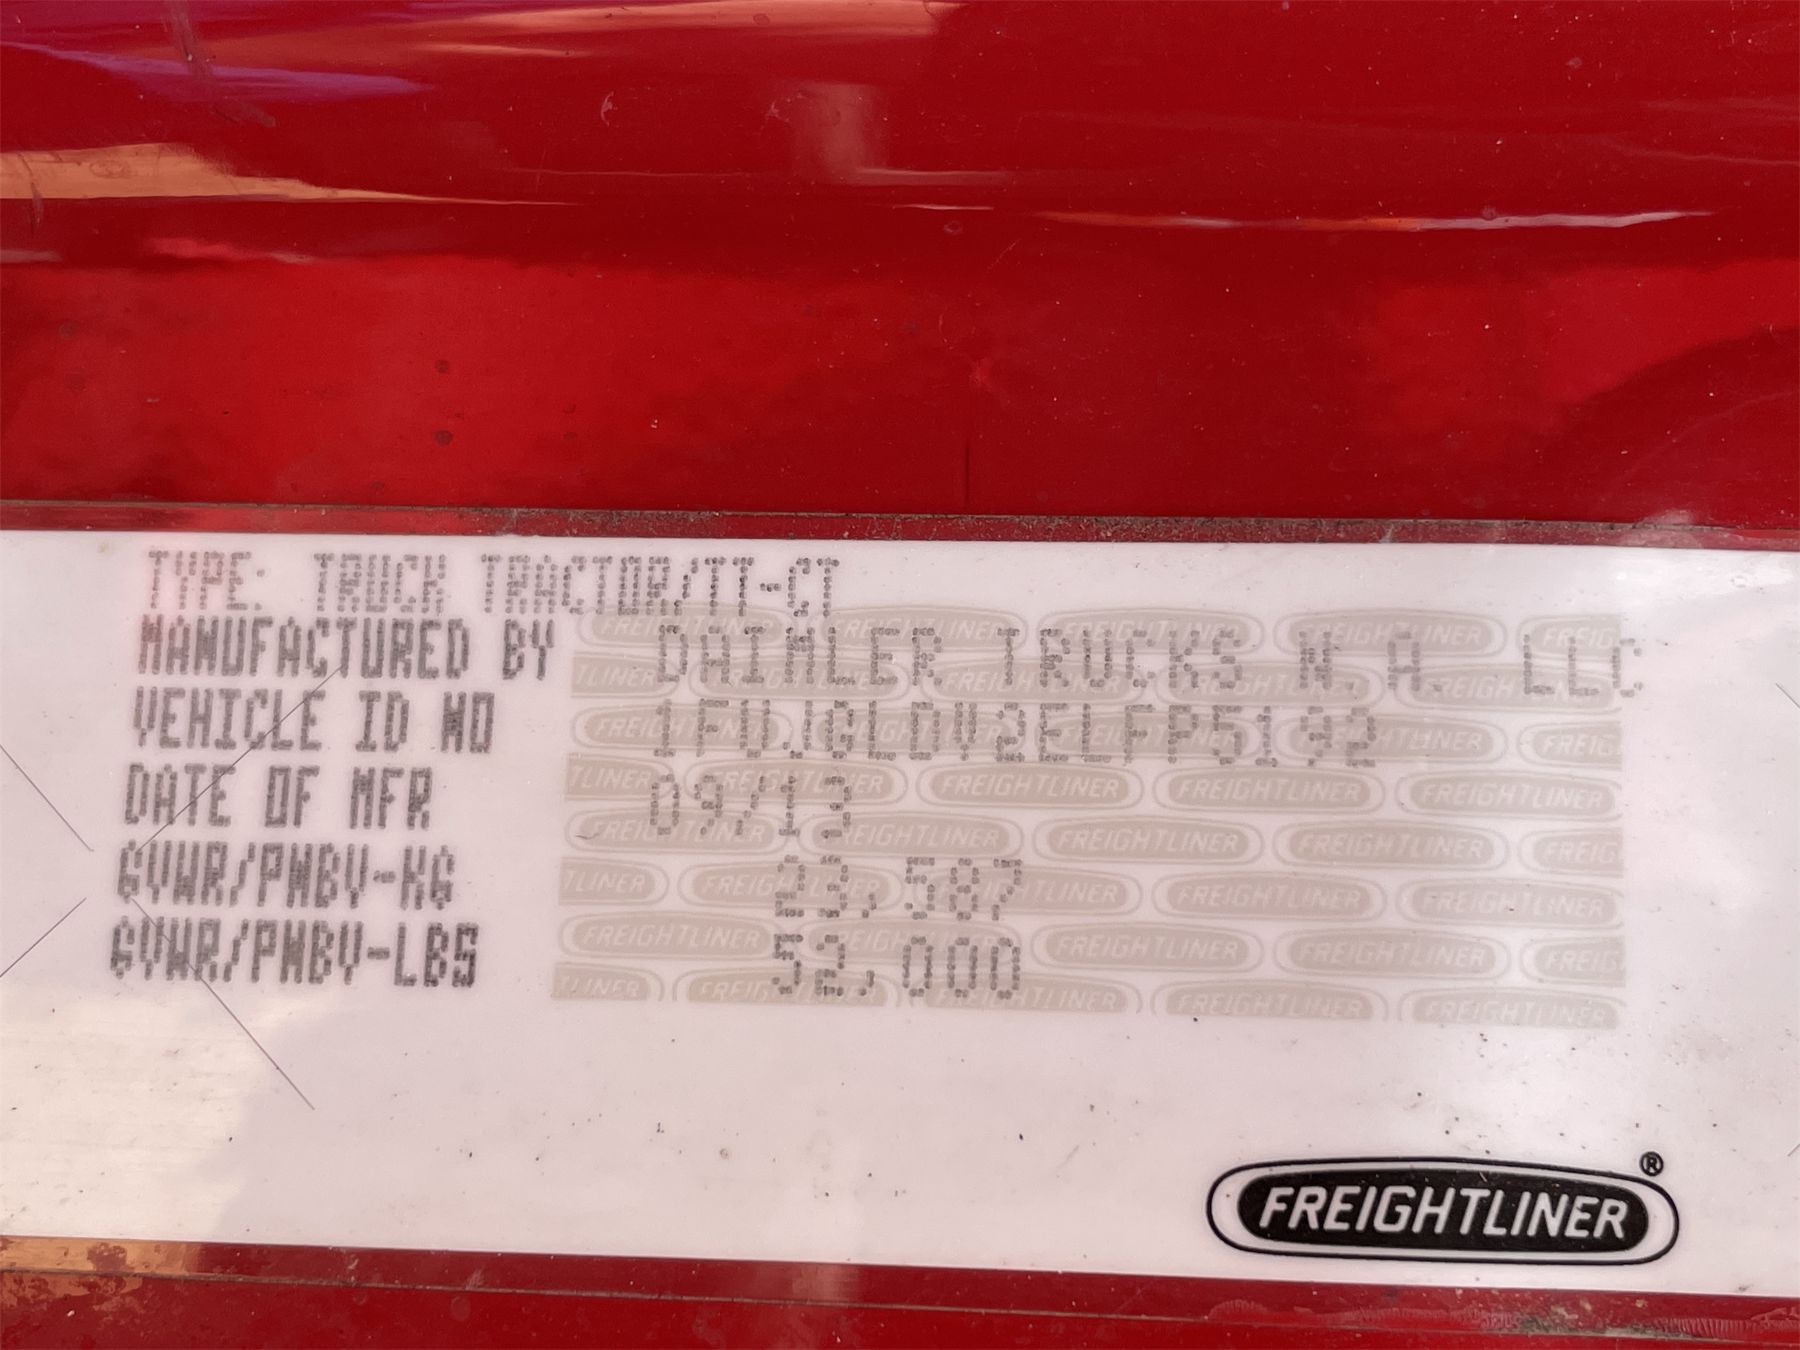 TYPE: TRUCK TRACTOR/TT-CT
MANUFACTURED BY DAIMLER TRUCKS N.A. LLC
VEHICLE ID NO
DATE OF MFR 09/13
GVWR/PNBV-KG 23,587
GVWR/PNBV-LBS 52,000
FREIGHTLINER®